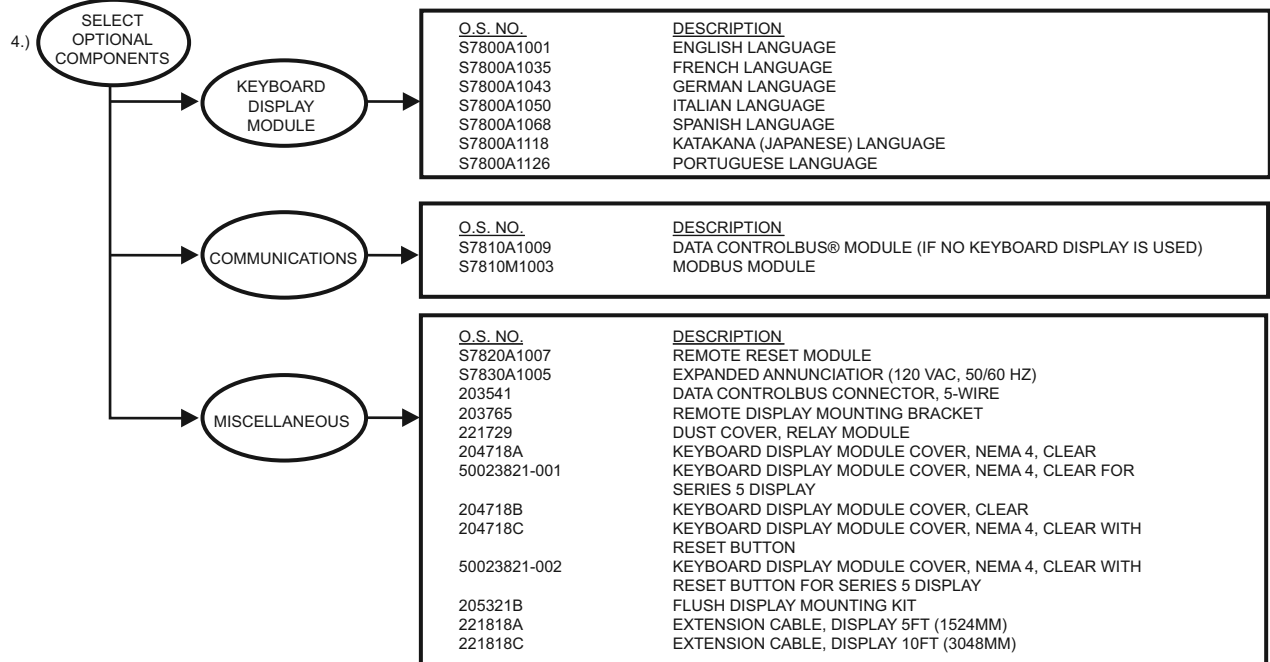 4.)
SELECT
OPTIONAL
COMPONENTS
KEYBOARD
DISPLAY
MODULE
O.S. NO. DESCRIPTION
S7800A1001 ENGLISH LANGUAGE
S7800A1035 FRENCH LANGUAGE
S7800A1043 GERMAN LANGUAGE
S7800A1050 ITALIAN LANGUAGE
S7800A1068 SPANISH LANGUAGE
S7800A1118 KATAKANA (JAPANESE) LANGUAGE
S7800A1126 PORTUGUESE LANGUAGE
COMMUNICATIONS
O.S. NO. DESCRIPTION
S7810A1009 DATA CONTROLBUS® MODULE (IF NO KEYBOARD DISPLAY IS USED)
S7810M1003 MODBUS MODULE
MISCELLANEOUS
O.S. NO. DESCRIPTION
S7820A1007 REMOTE RESET MODULE
S7830A1005 EXPANDED ANNUNCIATIOR (120 VAC, 50/60 HZ)
203541 DATA CONTROLBUS CONNECTOR, 5-WIRE
203765 REMOTE DISPLAY MOUNTING BRACKET
221729 DUST COVER, RELAY MODULE
204718A KEYBOARD DISPLAY MODULE COVER, NEMA 4, CLEAR
50023821-001 KEYBOARD DISPLAY MODULE COVER, NEMA 4, CLEAR FOR
SERIES 5 DISPLAY
204718B KEYBOARD DISPLAY MODULE COVER, CLEAR
204718C KEYBOARD DISPLAY MODULE COVER, NEMA 4, CLEAR WITH
RESET BUTTON
50023821-002 KEYBOARD DISPLAY MODULE COVER, NEMA 4, CLEAR WITH
RESET BUTTON FOR SERIES 5 DISPLAY
205321B FLUSH DISPLAY MOUNTING KIT
221818A EXTENSION CABLE, DISPLAY 5FT (1524MM)
221818C EXTENSION CABLE, DISPLAY 10FT (3048MM)